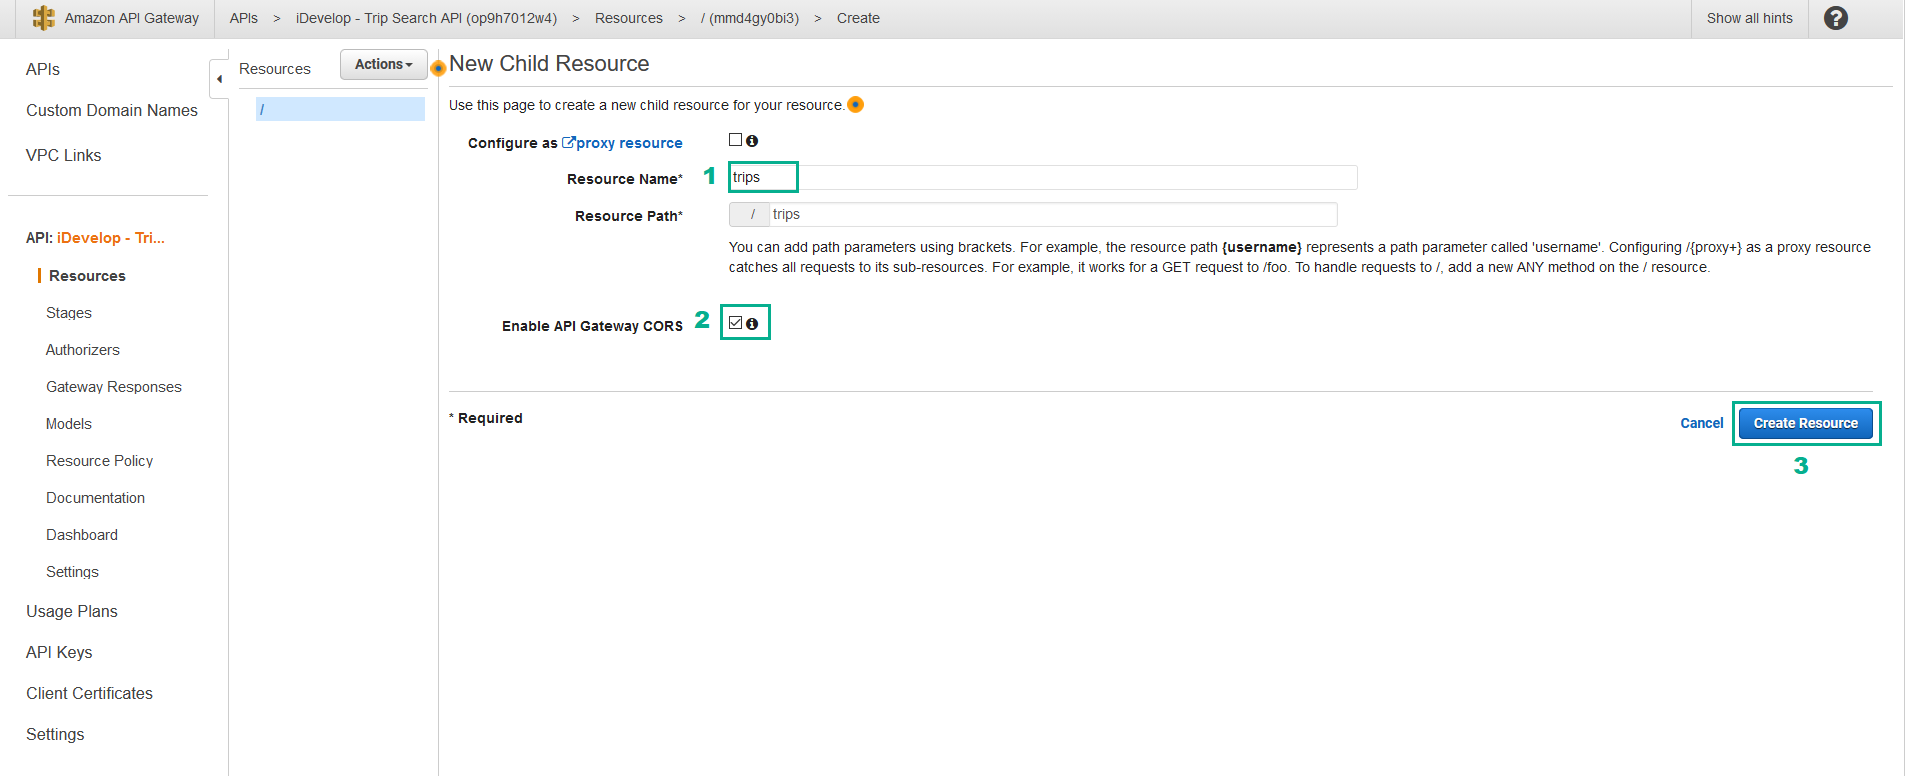 Amazon API Gateway
APIs > iDevelop - Trip Search API (op9h7012w4) > Resources > / (mmd4gy0bi3) > Create
Show all hints
?
APIs
Custom Domain Names
VPC Links
API: iDevelop - Tri...
Resources
Stages
Authorizers
Gateway Responses
Models
Resource Policy
Documentation
Dashboard
Settings
Usage Plans
API Keys
Client Certificates
Settings
Resources
Actions
/
New Child Resource
Use this page to create a new child resource for your resource.
Configure as proxy resource
1
Resource Name* trips
Resource Path* / trips
You can add path parameters using brackets. For example, the resource path {username} represents a path parameter called 'username'. Configuring /{proxy+} as a proxy resource
catches all requests to its sub-resources. For example, it works for a GET request to /foo. To handle requests to /, add a new ANY method on the / resource.
Enable API Gateway CORS 2
* Required
Cancel Create Resource
3